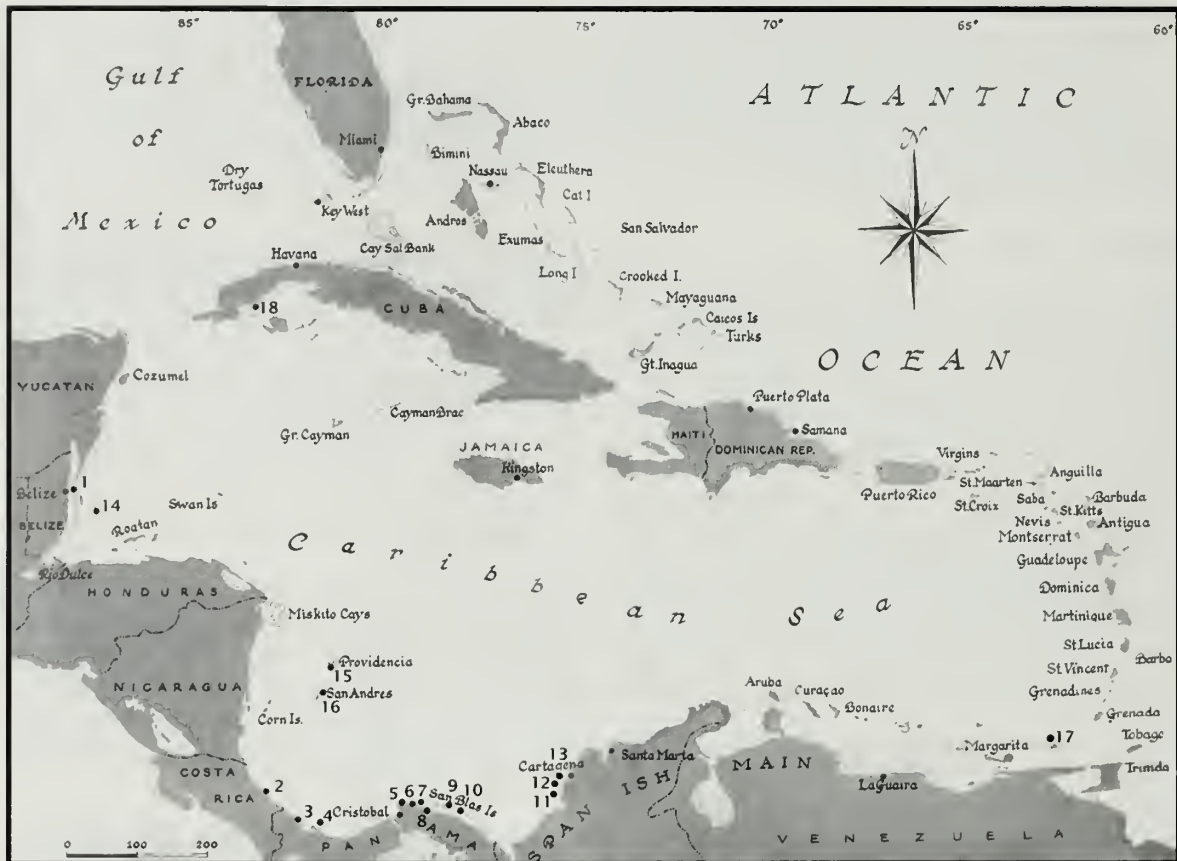 85° 80° 75° 70° 65° 60°
Gulf
of
Mexico
FLORIDA
Miami
Dry
Tortugas
Key West
Gr. Bahama
Abaco
Bimini
Nassau
Eleuthera
Cat I
Andros
Exumas
San Salvador
Cay Sal Bank
Long I
Crooked I.
Mayaguana
Caicos Is
Turks
Gt. Inagua
ATLANTIC
N
OCEAN
Havana
CUBA
18
YUCATAN
Cozumel
Cayman Brac
Gr. Cayman
JAMAICA
Kingston
HAITI
DOMINICAN REP.
Puerto Plata
Samana
Puerto Rico
Virgins
St. Maarten
Anguilla
St. Croix
Saba
Barbuda
St. Kitts
Nevis
Antigua
Montserrat
Guadeloupe
Dominica
Martinique
St. Lucia
Barba
St. Vincent
Grenadines
Grenada
Tobago
Trinida
Belize
1
BELIZE
14
Swan Is
Roatan
Rio Dulce
HONDURAS
Caribbean Sea
Miskito Cays
Providencia
15
San Andres
16
NICARAGUA
Corn Is.
COSTA
RICA
2
3
4
Cristobal
5
6
7
San Blas Is
8
9
10
PANAMA
Cartagena
13
12
11
Santa Marta
SPANISH MAIN
Aruba
Curaçao
Bonaire
Margarita
17
La Guaira
VENEZUELA
0 100 200